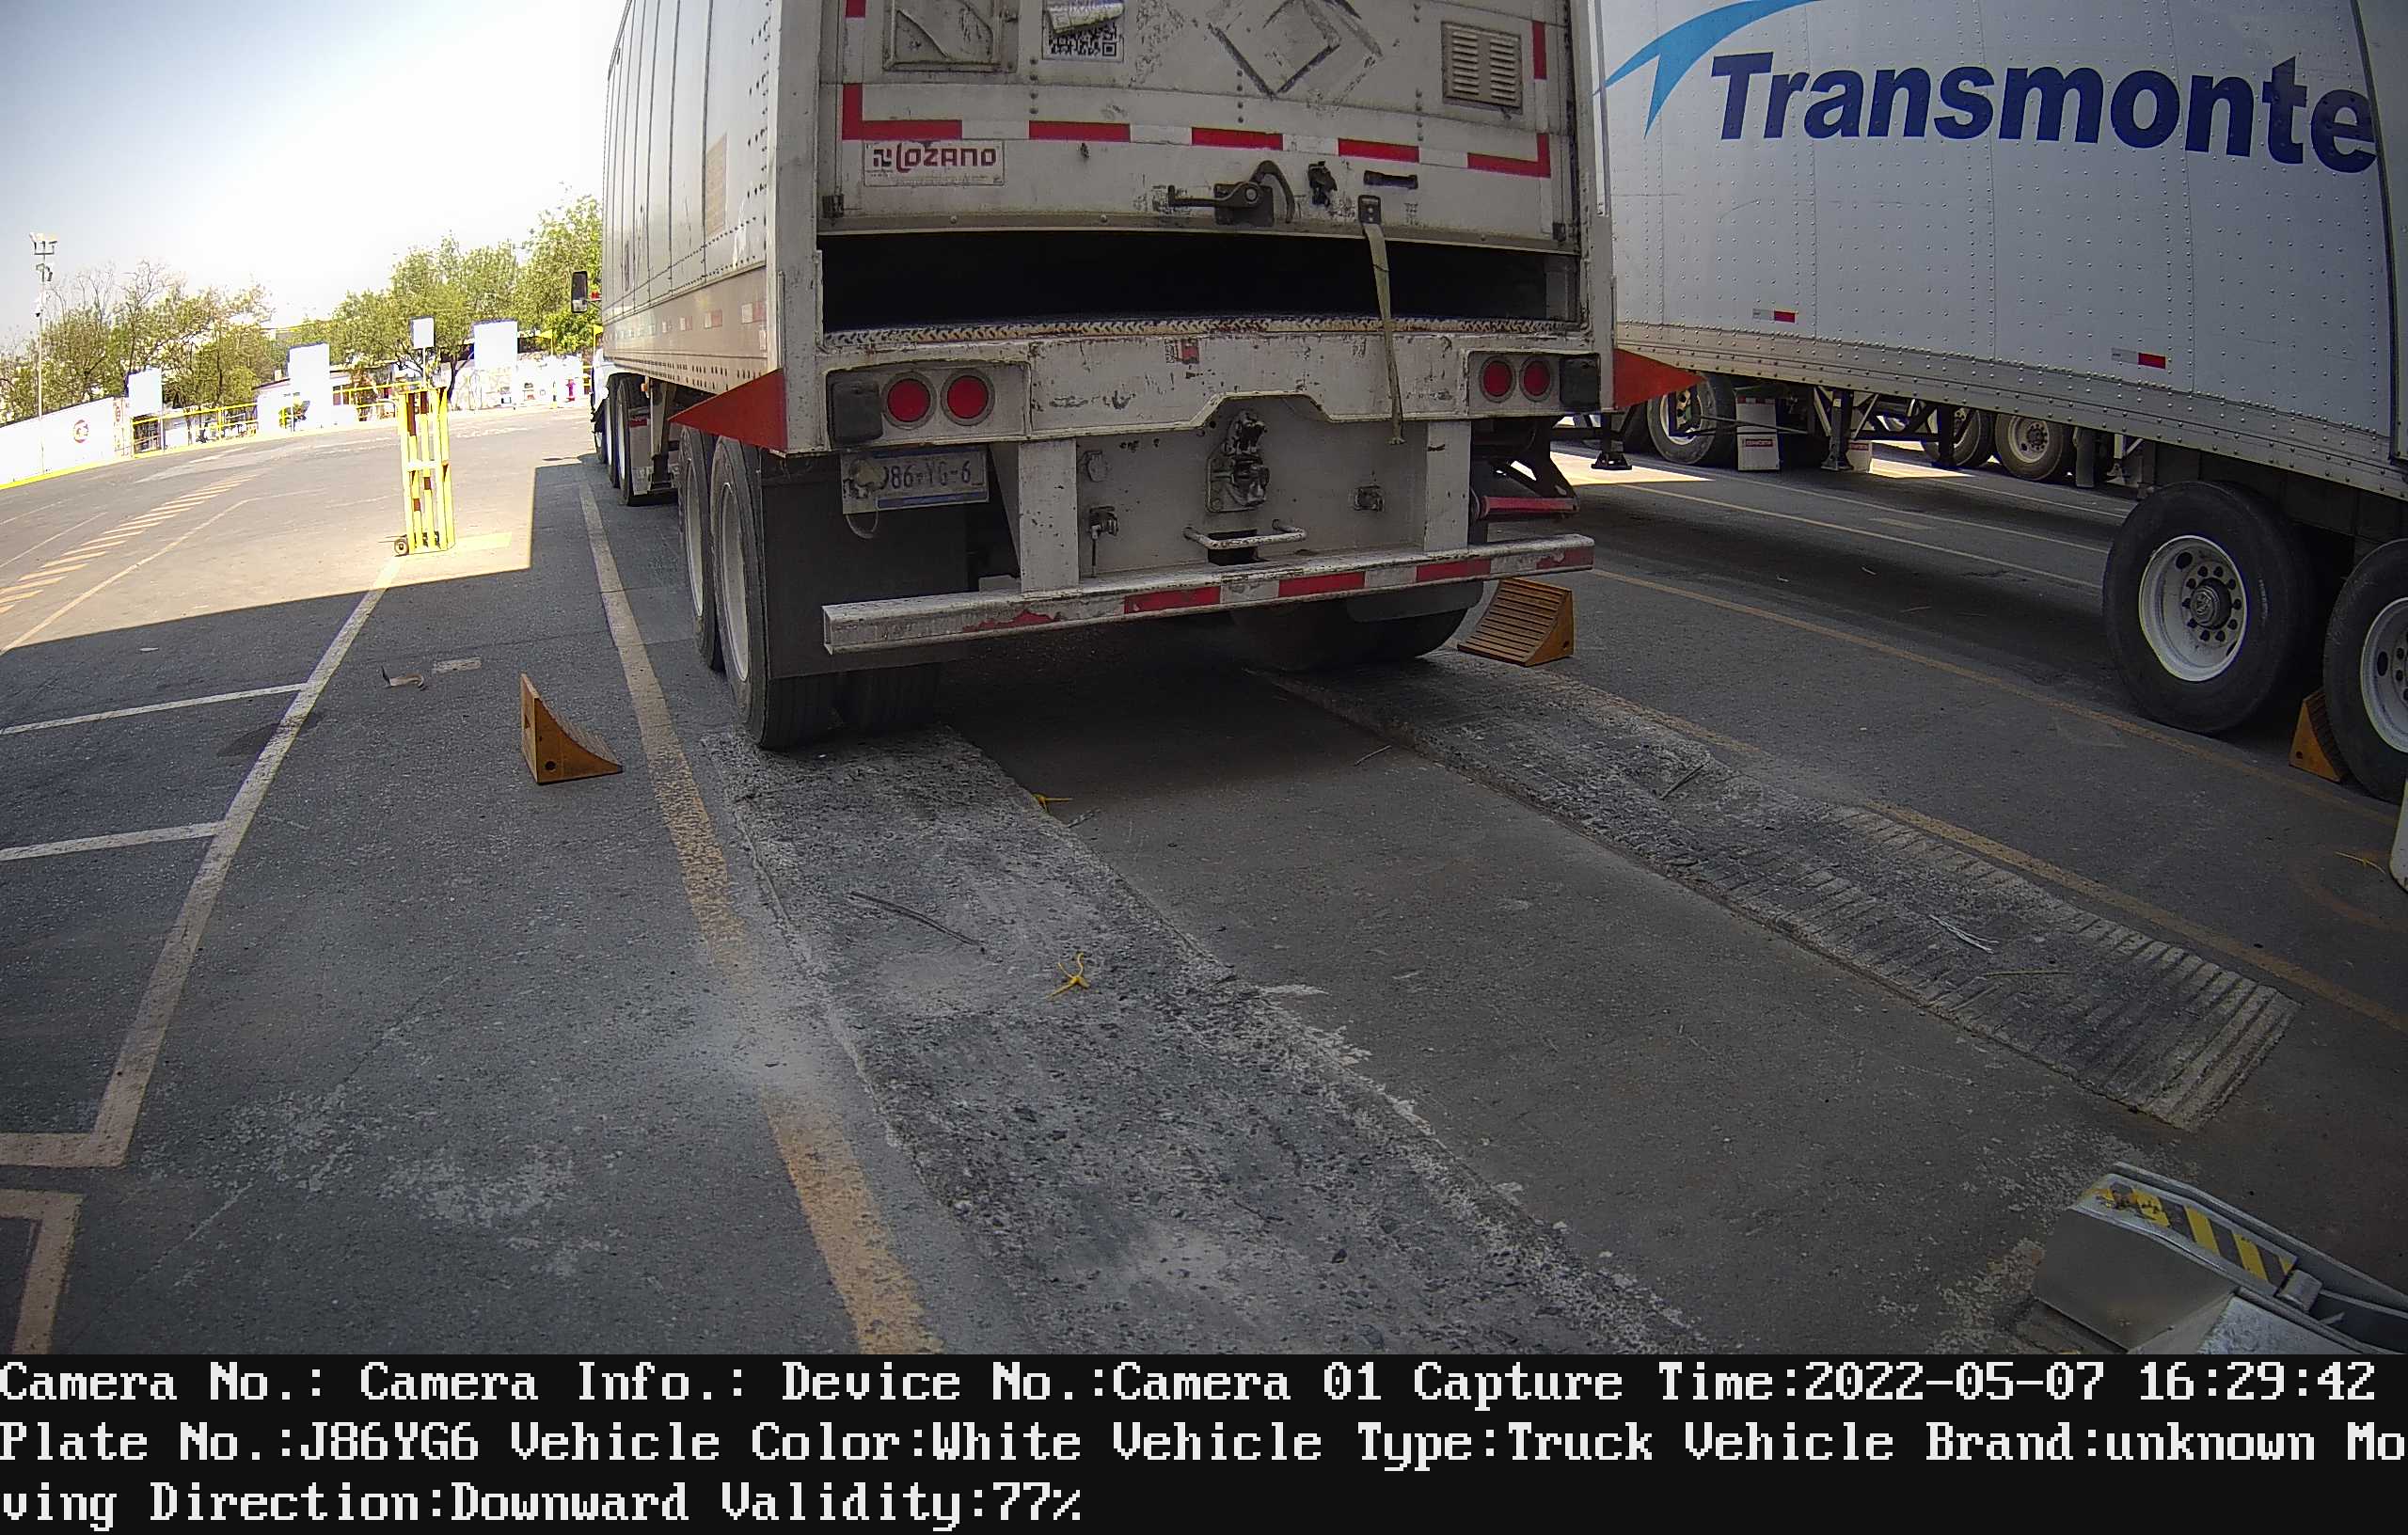 Transmonte
LOZANO
86-YG-6
Camera No.: Camera Info.: Device No.:Camera 01 Capture Time:2022-05-07 16:29:42
Plate No.:J86YG6 Vehicle Color:White Vehicle Type:Truck Vehicle Brand:unknown Mo
ving Direction:Downward Validity:77%